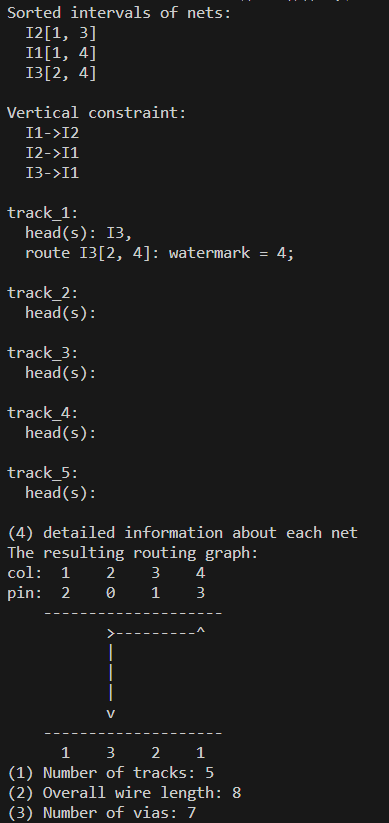 Sorted intervals of nets:
  I2[1, 3]
  I1[1, 4]
  I3[2, 4]

Vertical constraint:
  I1->I2
  I2->I1
  I3->I1

track_1:
  head(s): I3,
  route I3[2, 4]: watermark = 4;

track_2:
  head(s):

track_3:
  head(s):

track_4:
  head(s):

track_5:
  head(s):

(4) detailed information about each net
The resulting routing graph:
col:  1    2    3    4
pin:  2    0    1    3
    --------------------
           >---------^
           |
           |
           |
           v
    --------------------
      1    3    2    1
(1) Number of tracks: 5
(2) Overall wire length: 8
(3) Number of vias: 7